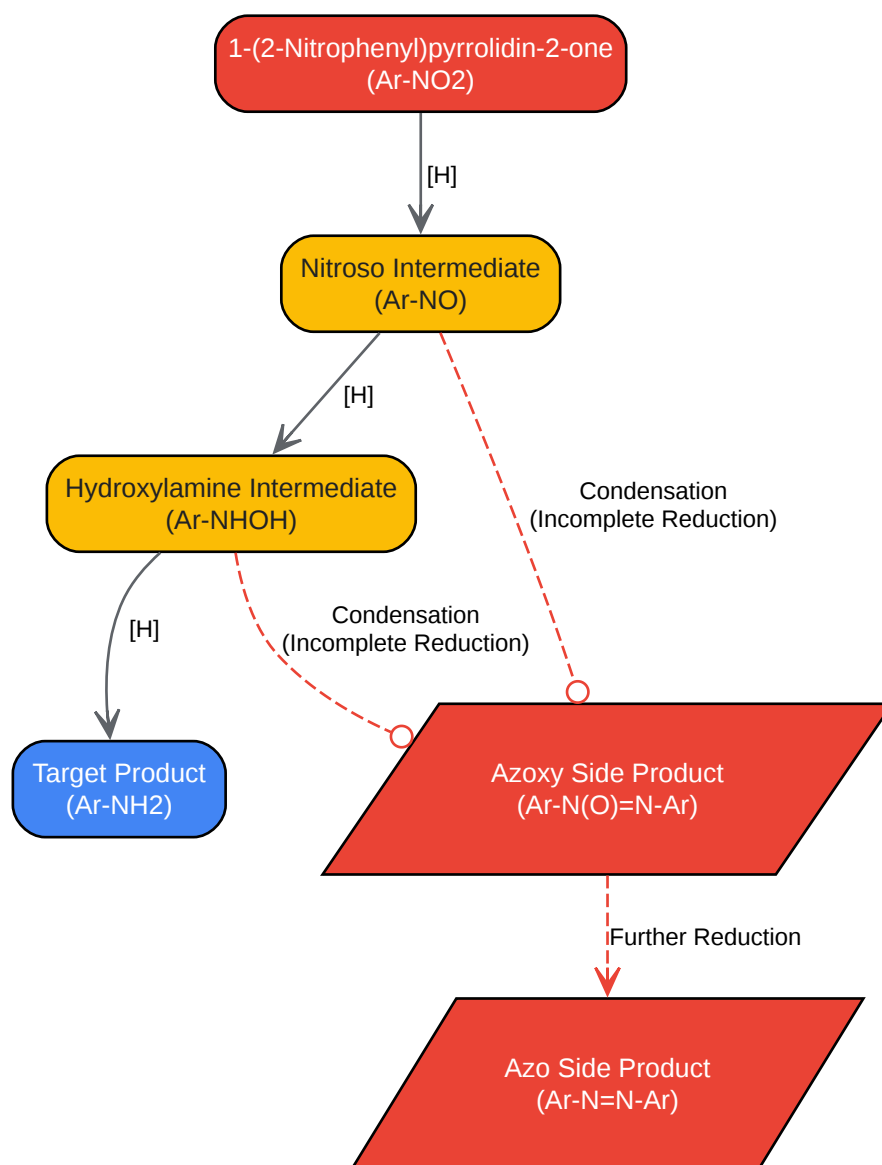 1-(2-Nitrophenyl)pyrrolidin-2-one
(Ar-NO2)
[H]
Nitroso Intermediate
(Ar-NO)
[H]
Hydroxylamine Intermediate
(Ar-NHOH)
Condensation
(Incomplete Reduction)
[H]
Condensation
(Incomplete Reduction)
Target Product
(Ar-NH2)
Azoxy Side Product
(Ar-N(O)=N-Ar)
Further Reduction
Azo Side Product
(Ar-N=N-Ar)